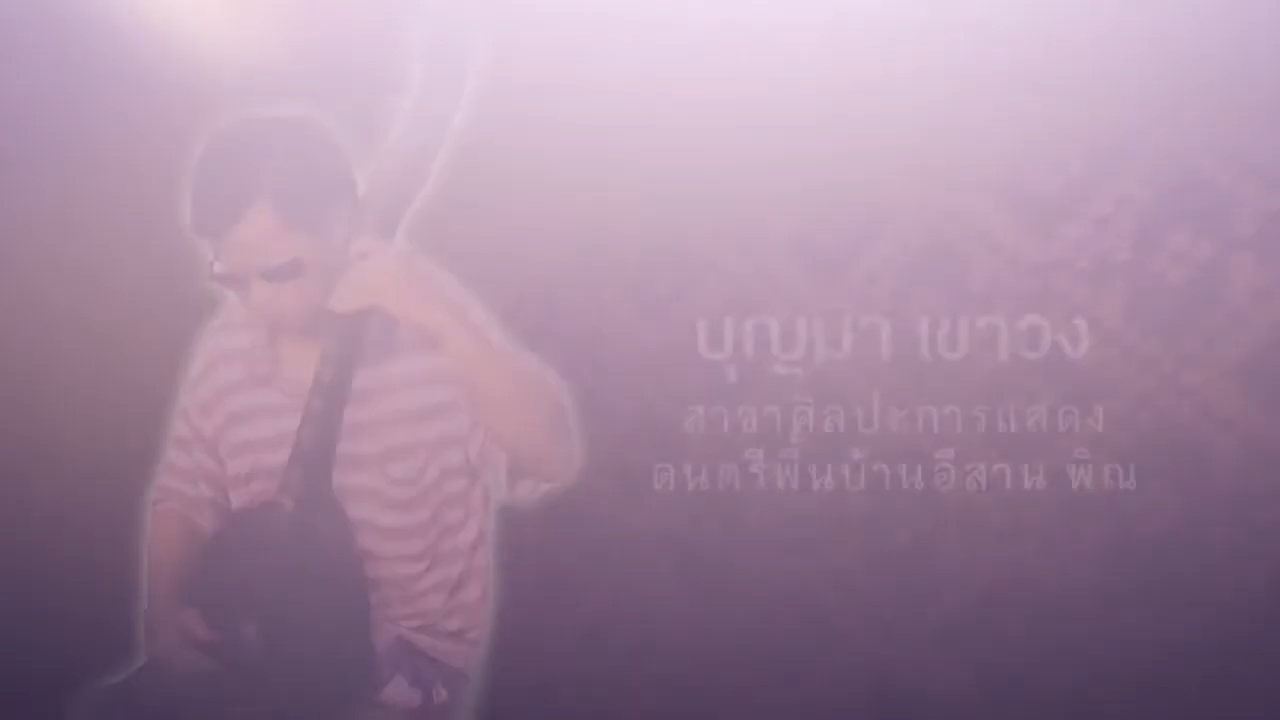 บุญมา เขาวง
สาขาศิลปะการแสดง
ดนตรีพื้นบ้านอีสาน พิณ